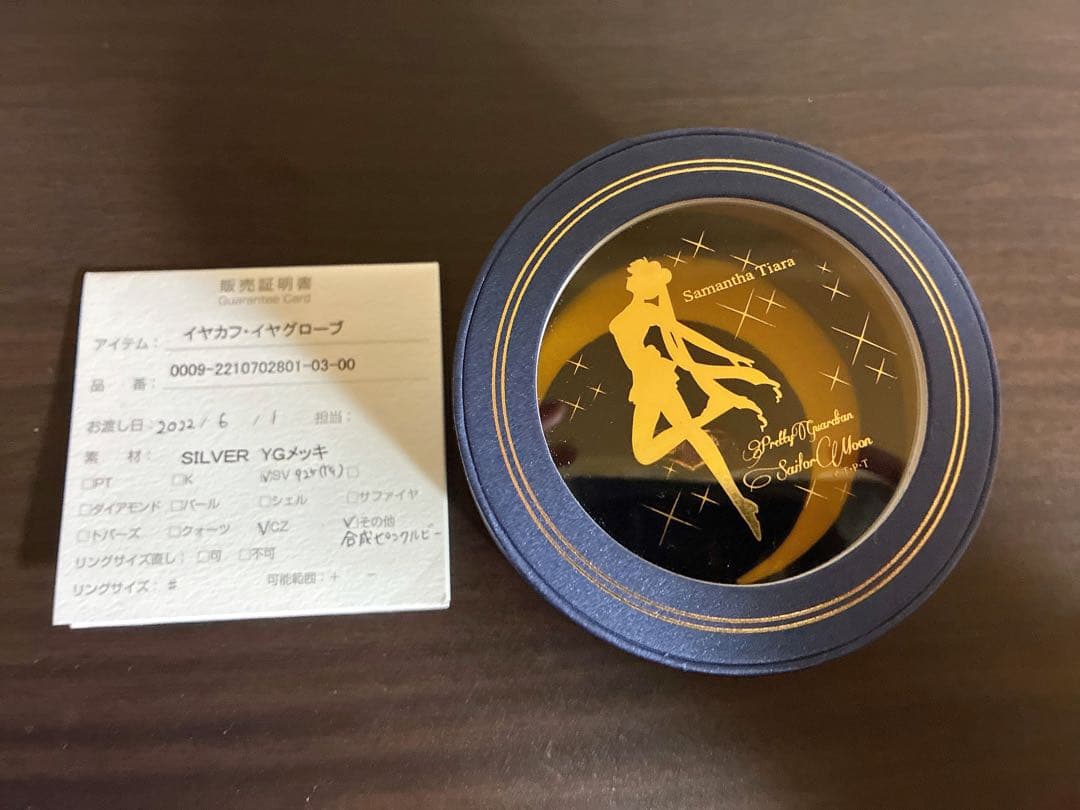 販売証明書
Guarantee Card
アイテム： イヤカフ・イヤグローブ
品 番： 0009-2210702801-03-00
お渡し日：2022/6/1 担当：
素 材： SILVER YGメッキ
□PT □K ☑SV 925 □
□ダイアモンド □パール □シェル □サファイヤ
□トパーズ □クォーツ ☑CZ ☑その他
合成ピンクルビー
リングサイズ直し：□可 □不可
リングサイズ：# 可能範囲：＋ －
Samantha Tiara
Pretty Guardian
Sailor Moon
©T・P・T